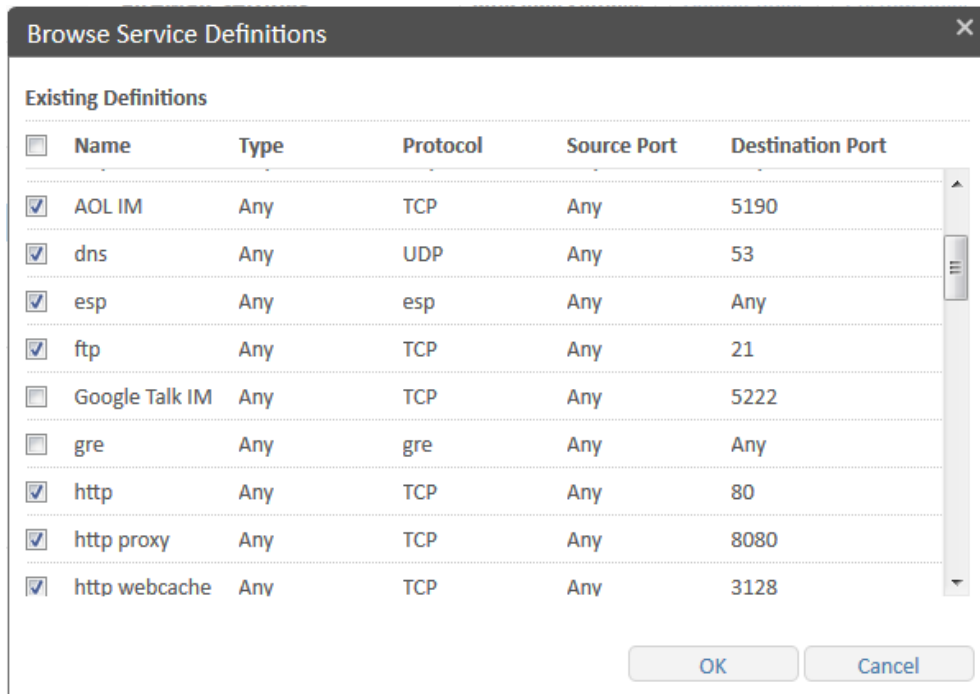 Browse Service Definitions
Existing Definitions
Name Type Protocol Source Port Destination Port
AOL IM Any TCP Any 5190
dns Any UDP Any 53
esp Any esp Any Any
ftp Any TCP Any 21
Google Talk IM Any TCP Any 5222
gre Any gre Any Any
http Any TCP Any 80
http proxy Any TCP Any 8080
http webcache Any TCP Any 3128
OK Cancel